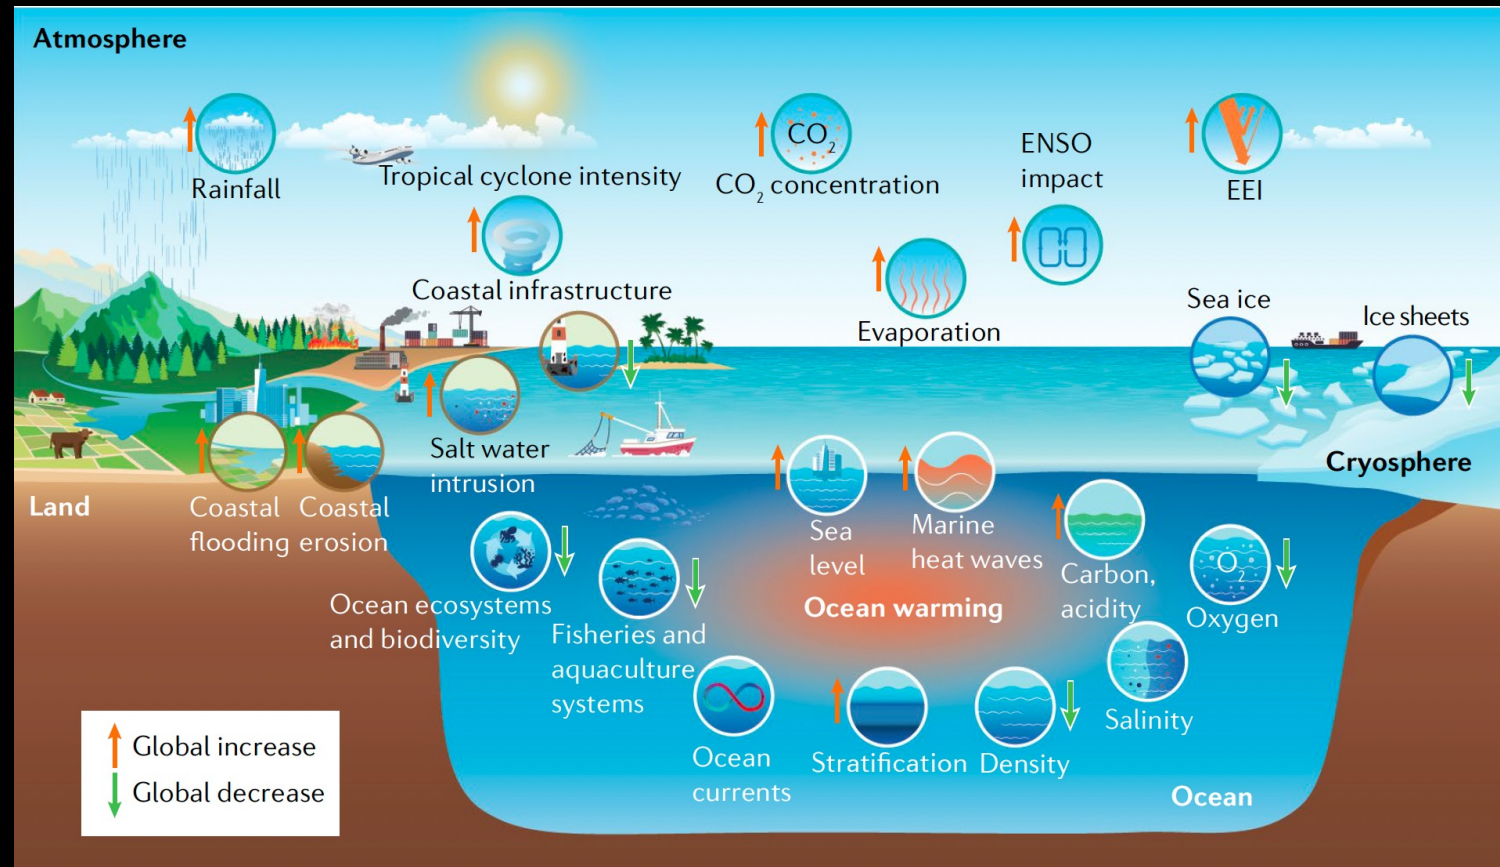 Atmosphere
Rainfall
Tropical cyclone intensity
CO₂
CO₂ concentration
ENSO
impact
EEI
Coastal infrastructure
Evaporation
Sea ice
Ice sheets
Salt water
intrusion
Cryosphere
Land
Coastal
flooding
Coastal
erosion
Sea
level
Marine
heat waves
Carbon,
acidity
O₂
Oxygen
Ocean warming
Ocean ecosystems
and biodiversity
Fisheries and
aquaculture
systems
Ocean
currents
Stratification
Density
Salinity
Ocean
Global increase
Global decrease